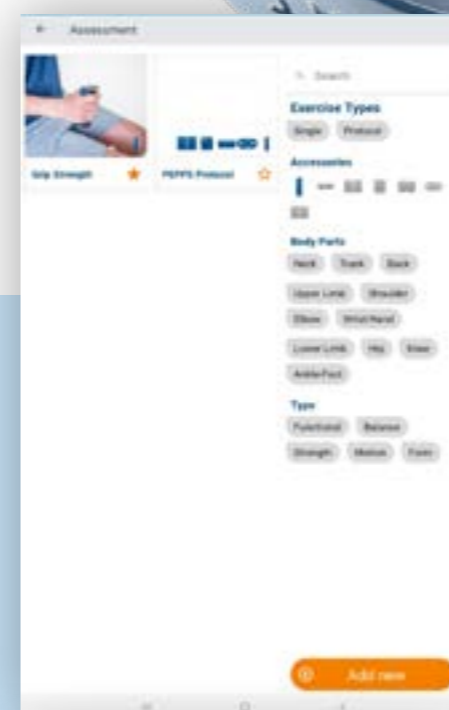 Assessment
Search
Exercise Types
Single Protocol
Accessories
Grip Strength
PEPPS Protocol
Body Parts
Neck Trunk Back
Upper Limb Shoulder
Elbow Wrist-Hand
Lower Limb Hip Knee
Ankle-Foot
Type
Functional Balance
Strength Motion Form
Add new